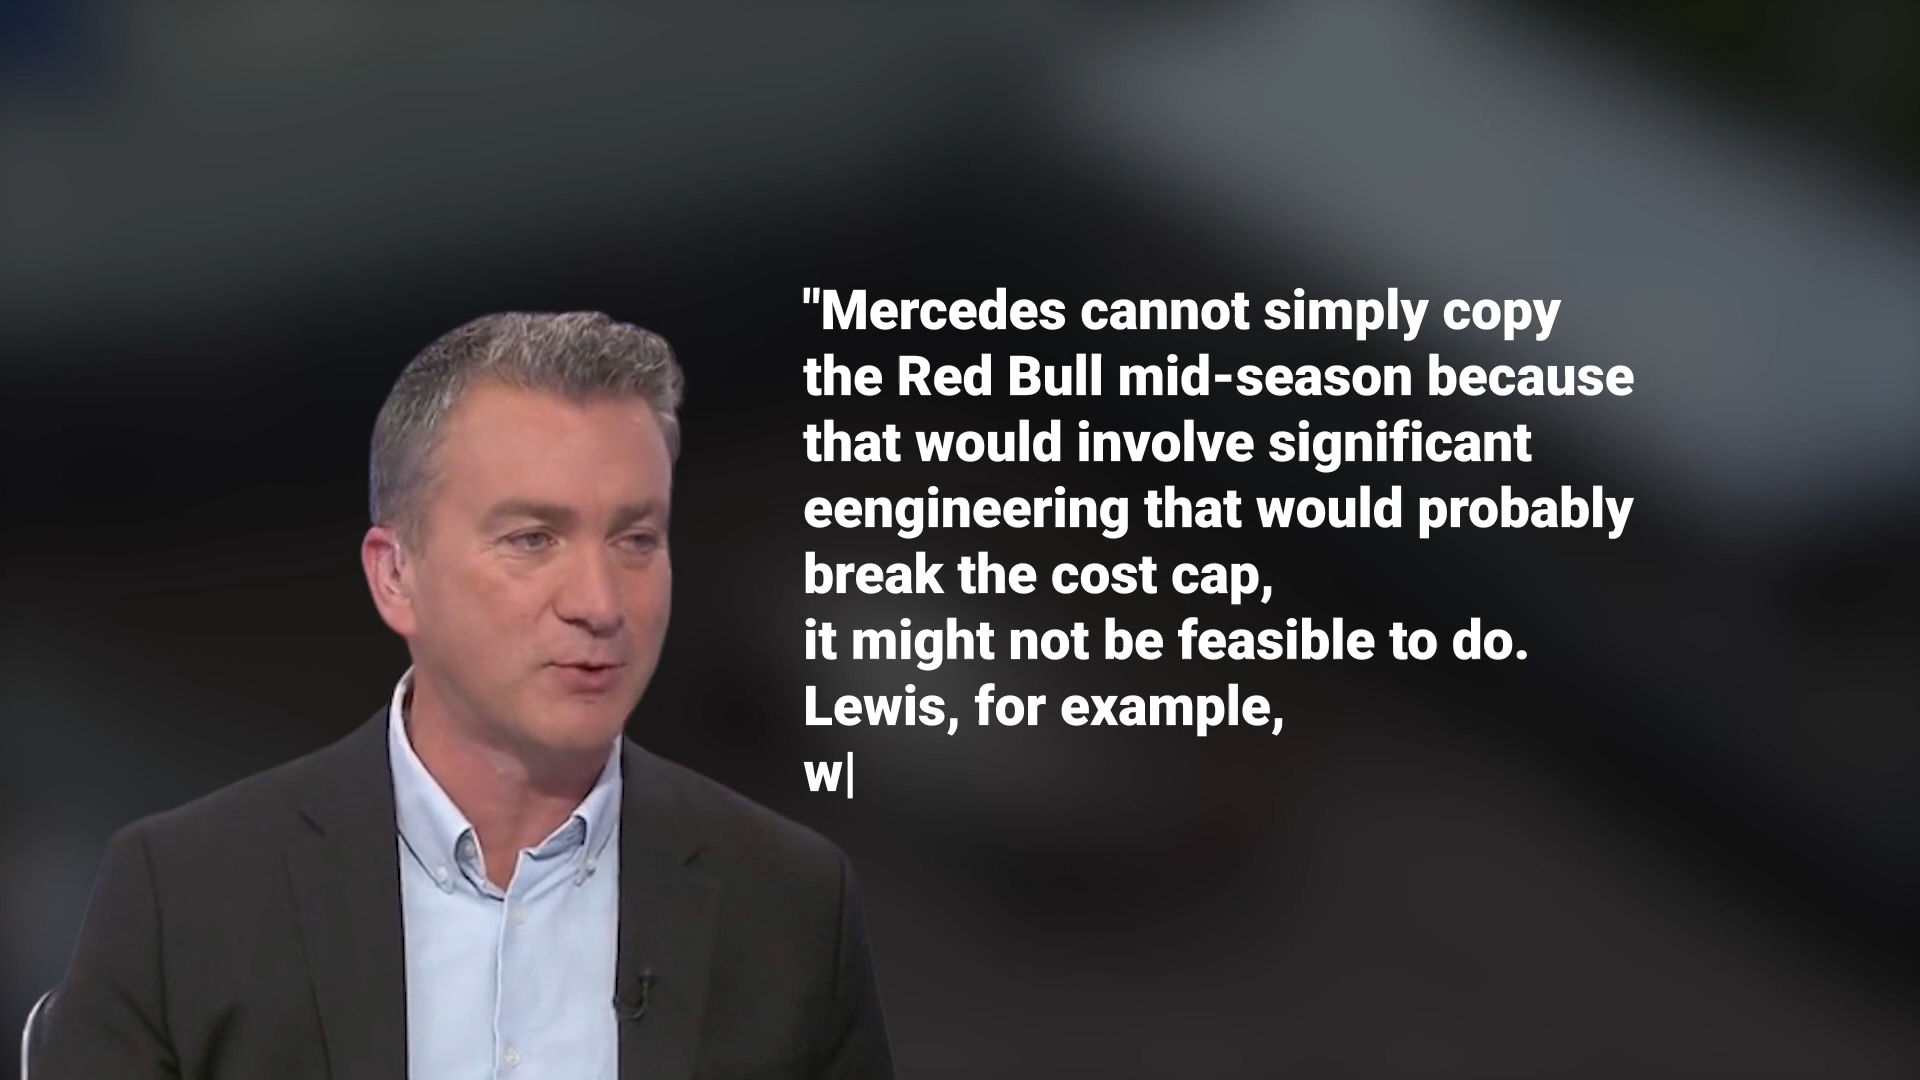 "Mercedes cannot simply copy
the Red Bull mid-season because
that would involve significant
eengineering that would probably
break the cost cap,
it might not be feasible to do.
Lewis, for example,
w|